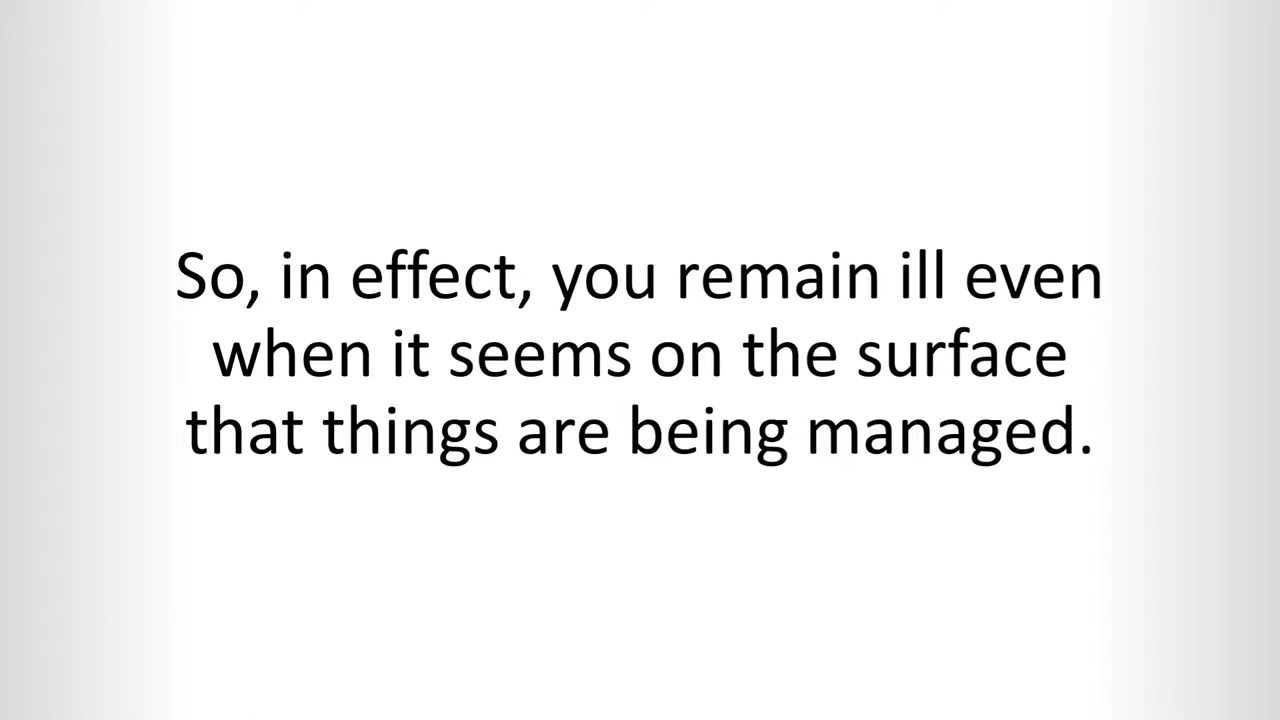 So, in effect, you remain ill even
when it seems on the surface
that things are being managed.